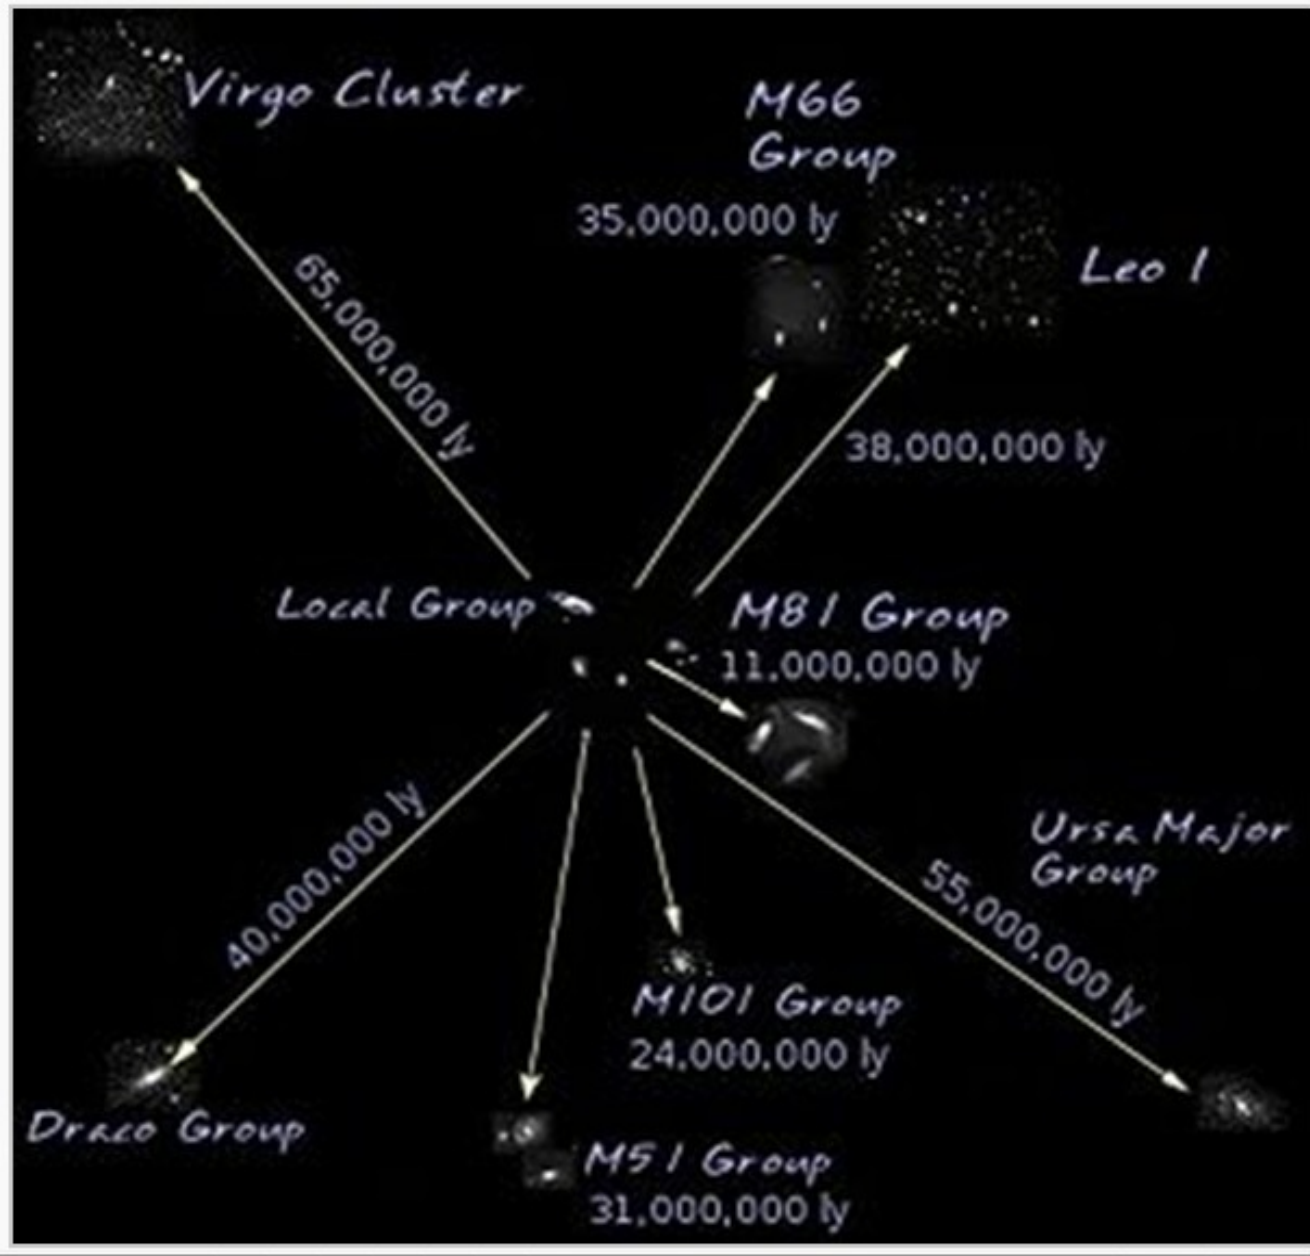 Virgo Cluster
M66
Group
35,000,000 ly
Leo I
65,000,000 ly
38,000,000 ly
Local Group
M81 Group
11,000,000 ly
40,000,000 ly
Ursa Major
Group
55,000,000 ly
M101 Group
24,000,000 ly
Draco Group
M51 Group
31,000,000 ly